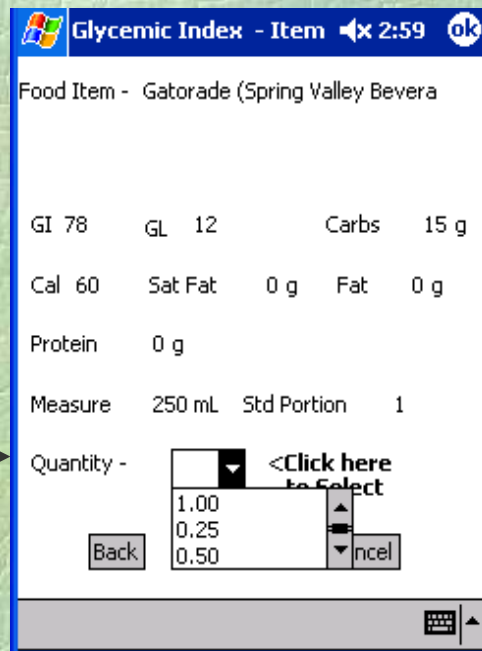 Glycemic Index - Item 2:59 ok
Food Item - Gatorade (Spring Valley Bevera
GI 78 GL 12 Carbs 15 g
Cal 60 Sat Fat 0 g Fat 0 g
Protein 0 g
Measure 250 mL Std Portion 1
Quantity - <Click here
to Select
1.00
0.25
0.50
Back ncel